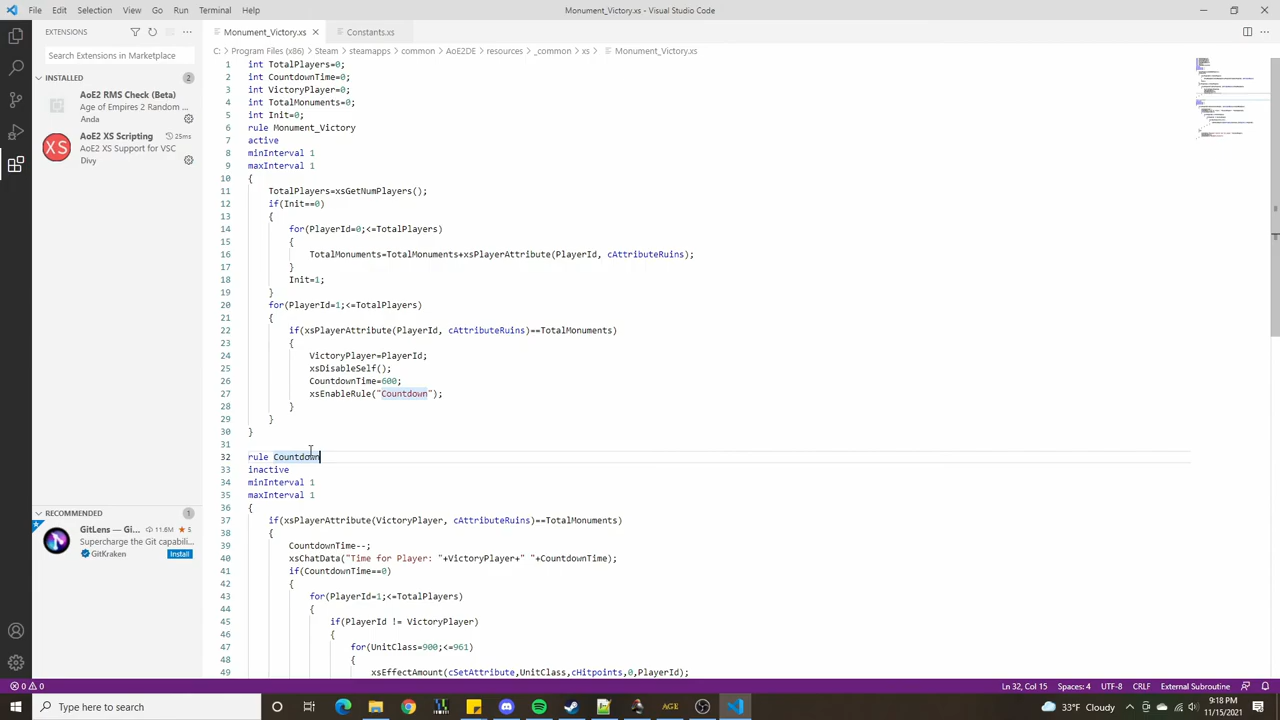 File Edit Selection View Go Run Terminal Help
Monument_Victory.xs - Visual Studio Code
EXTENSIONS
Monument_Victory.xs
Constants.xs
C: > Program Files (x86) > Steam > steamapps > common > AoE2DE > resources > _common > xs > Monument_Victory.xs
Search Extensions in Marketplace
INSTALLED 2
AoE2 RMS Check (Beta)
Age of Empires 2 Random ...
Anda
XS
AoE2 XS Scripting 25ms
AoE2 XS Support for VSC
Divy
RECOMMENDED 1
GitLens — Gi... 11.6M 5
Supercharge the Git capabili...
GitKraken Install
1 int TotalPlayers=0;
2 int CountdownTime=0;
3 int VictoryPlayer=0;
4 int TotalMonuments=0;
5 int Init=0;
6 rule Monument_Victory
7 active
8 minInterval 1
9 maxInterval 1
10 {
11 TotalPlayers=xsGetNumPlayers();
12 if(Init==0)
13 {
14 for(PlayerId=0;<=TotalPlayers)
15 {
16 TotalMonuments=TotalMonuments+xsPlayerAttribute(PlayerId, cAttributeRuins);
17 }
18 Init=1;
19 }
20 for(PlayerId=1;<=TotalPlayers)
21 {
22 if(xsPlayerAttribute(PlayerId, cAttributeRuins)==TotalMonuments)
23 {
24 VictoryPlayer=PlayerId;
25 xsDisableSelf();
26 CountdownTime=600;
27 xsEnableRule("Countdown");
28 }
29 }
30 }
31
32 rule Countdown
33 inactive
34 minInterval 1
35 maxInterval 1
36 {
37 if(xsPlayerAttribute(VictoryPlayer, cAttributeRuins)==TotalMonuments)
38 {
39 CountdownTime--;
40 xsChatData("Time for Player: "+VictoryPlayer+" "+CountdownTime);
41 if(CountdownTime==0)
42 {
43 for(PlayerId=1;<=TotalPlayers)
44 {
45 if(PlayerId != VictoryPlayer)
46 {
47 for(UnitClass=900;<=961)
48 {
49 xsEffectAmount(cSetAttribute,UnitClass,cHitpoints,0,PlayerId);
0 0
Ln 32, Col 15 Spaces: 4 UTF-8 CRLF External Subroutine
Type here to search
AGE
33°F Cloudy
9:18 PM
11/15/2021